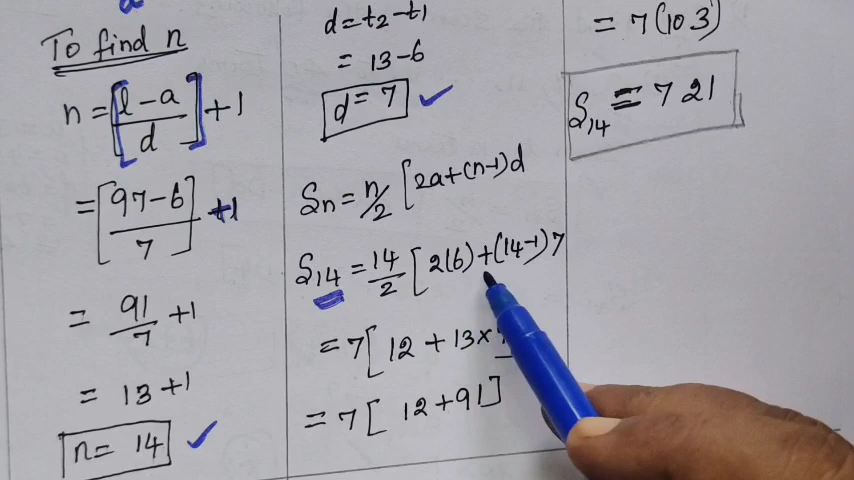 To find n
n = [l - a / d] + 1
= [97 - 6 / 7] + 1
= 91/7 + 1
= 13 + 1
n = 14
d = t₂ - t₁
= 13 - 6
d = 7
Sn = n/2 [2a + (n-1)d
S₁₄ = 14/2 [2(6) + (14-1)7
= 7[12 + 13 ×
= 7[12 + 91]
= 7(103)
S₁₄ = 721